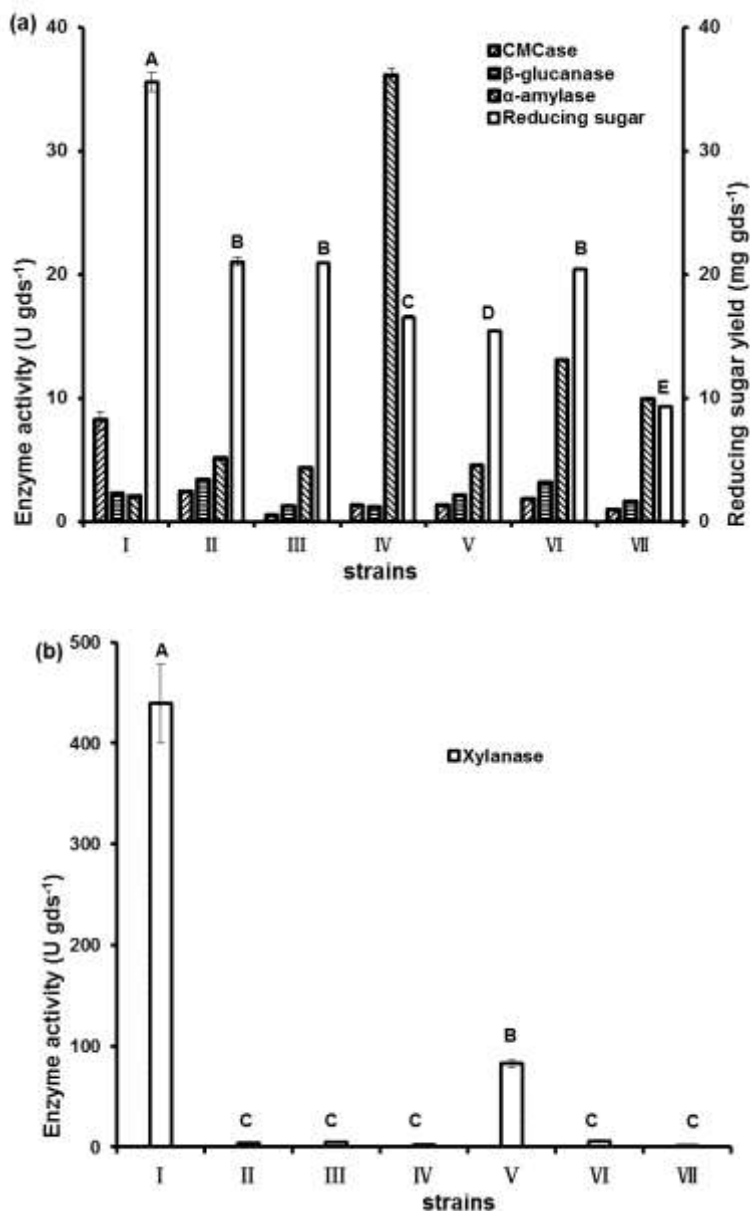 (a)
40
30
20
10
0
Enzyme activity (U gds-1)
A
B
B
C
D
B
E
CMCase
β-glucanase
α-amylase
Reducing sugar
40
30
20
10
0
Reducing sugar yield (mg gds-1)
I II III IV V VI VII
strains
(b)
500
400
300
200
100
0
Enzyme activity (U gds-1)
A
Xylanase
C C C B C C
I II III IV V VI VII
strains